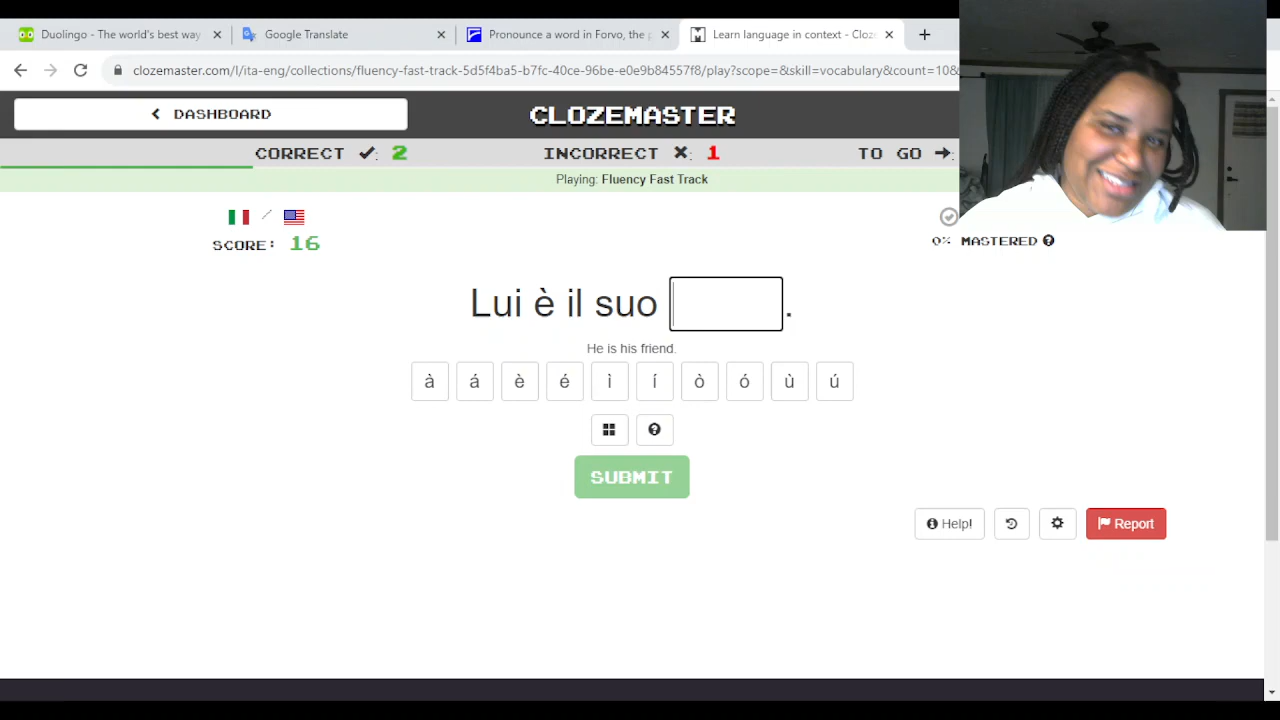 Duolingo - The world's best way
Google Translate
Pronounce a word in Forvo, the p
Learn language in context - Cloz
clozemaster.com/l/ita-eng/collections/fluency-fast-track-5d5f4ba5-b7fc-40ce-96be-e0e9b84557f8/play?scope=&skill=vocabulary&count=10&
DASHBOARD
CLOZEMASTER
CORRECT ✔: 2
INCORRECT ✖: 1
TO GO ➔:
Playing: Fluency Fast Track
SCORE: 16
0% MASTERED
Lui è il suo .
He is his friend.
à á è é ì í ò ó ù ú
SUBMIT
Help!
Report